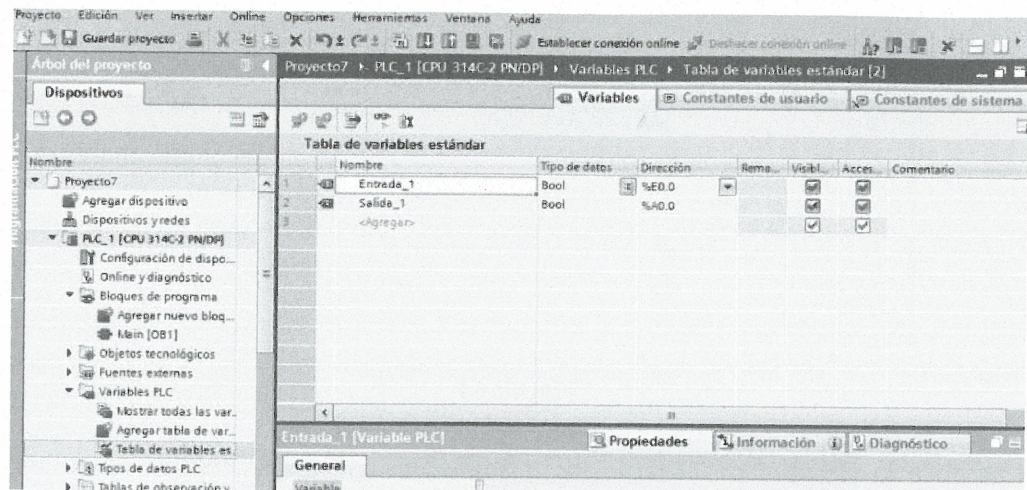 Proyecto Edición Ver Insertar Online Opciones Herramientas Ventana Ayuda
Guardar proyecto Establecer conexión online Deshacer conexión online
Árbol del proyecto
Proyecto7 PLC_1 [CPU 314C-2 PN/DP] Variables PLC Tabla de variables estándar [2]
Dispositivos
Variables Constantes de usuario Constantes de sistema
Tabla de variables estándar
Nombre
Nombre Tipo de datos Dirección Rema... Visibl... Acces... Comentario
1 Entrada_1 Bool %E0.0
2 Salida_1 Bool %A0.0
3 <Agregar>
Proyecto7
Agregar dispositivo
Dispositivos y redes
PLC_1 [CPU 314C-2 PN/DP]
Configuración de dispo...
Online y diagnóstico
Bloques de programa
Agregar nuevo bloq...
Main [OB1]
Objetos tecnológicos
Fuentes externas
Variables PLC
Mostrar todas las var..
Agregar tabla de var...
Tabla de variables es.
Tipos de datos PLC
Tablas de observación y
Entrada_1 [Variable PLC]
Propiedades Información Diagnóstico
General
Variable